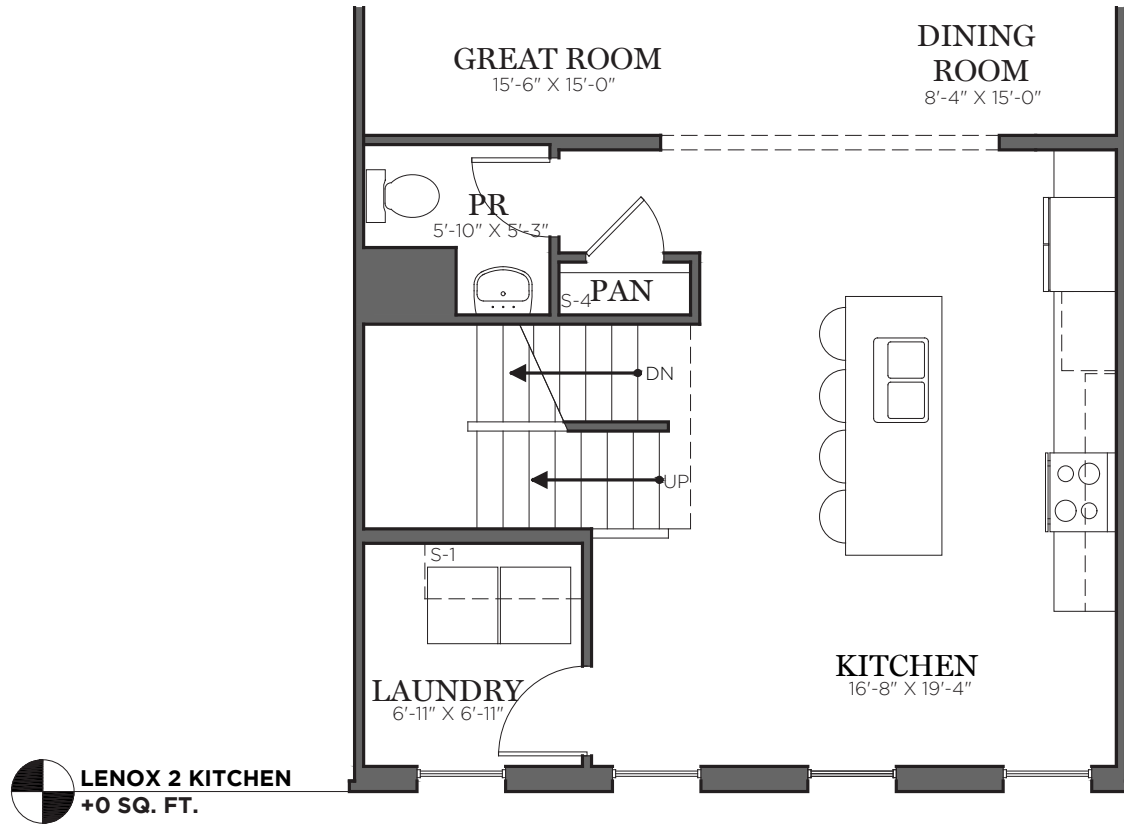 GREAT ROOM
15'-6" X 15'-0"
DINING
ROOM
8'-4" X 15'-0"
PR
5'-10" X 5'-3"
S-4
PAN
DN
UP
S-1
LAUNDRY
6'-11" X 6'-11"
KITCHEN
16'-8" X 19'-4"
LENOX 2 KITCHEN
+0 SQ. FT.